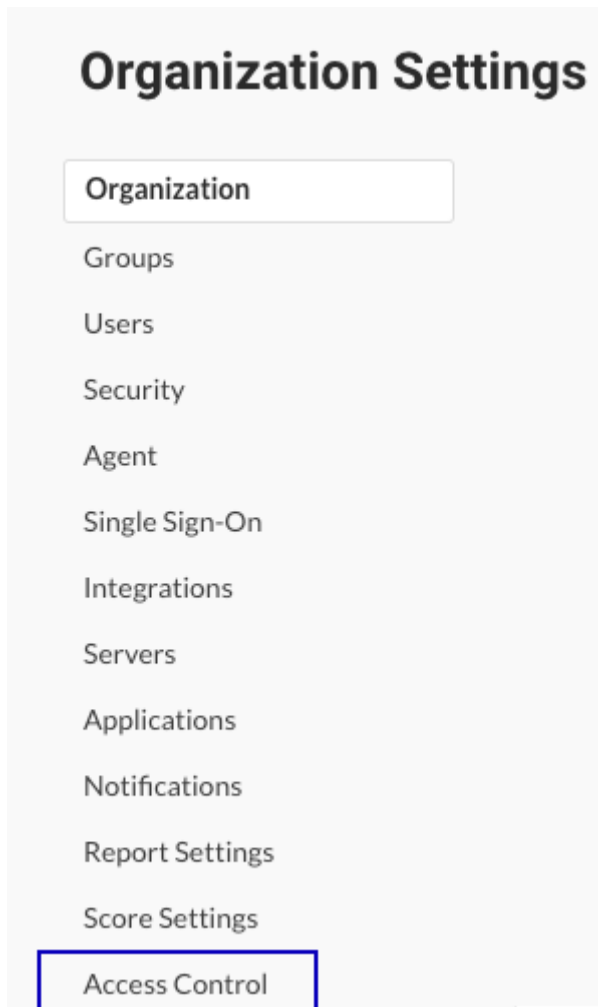 Organization Settings
Organization
Groups
Users
Security
Agent
Single Sign-On
Integrations
Servers
Applications
Notifications
Report Settings
Score Settings
Access Control